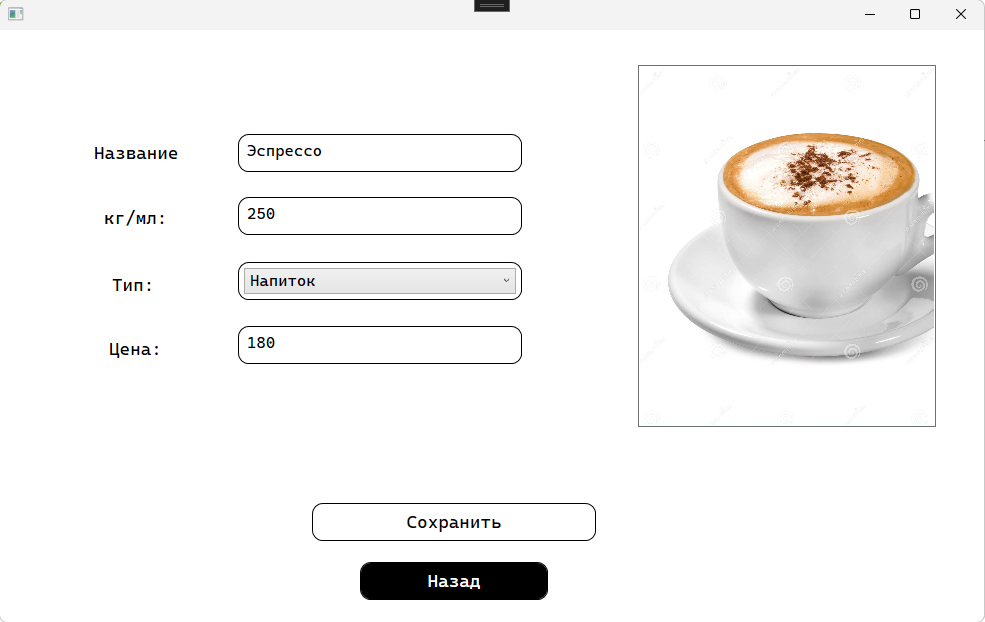 Название
Эспрессо
кг/мл:
250
Тип:
Напиток
Цена:
180
Сохранить
Назад